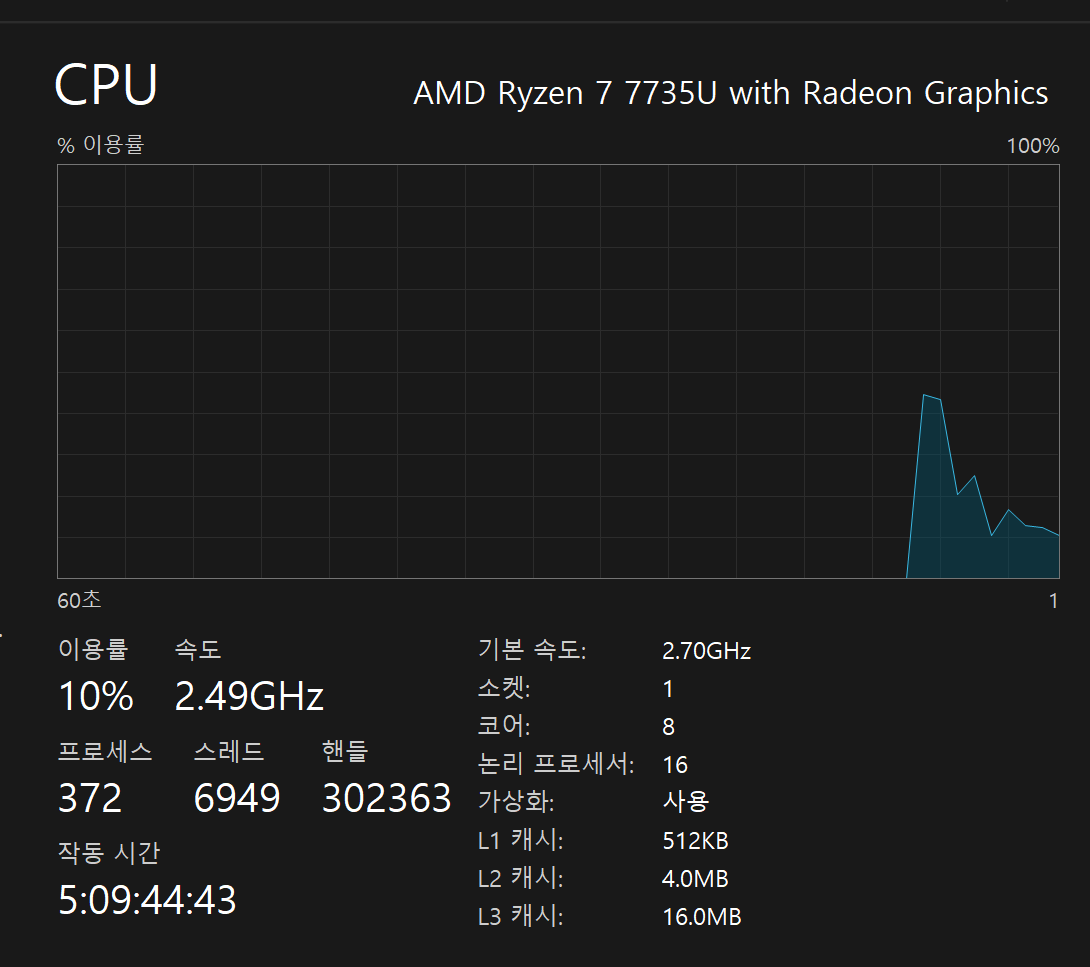 CPU
AMD Ryzen 7 7735U with Radeon Graphics
% 이용률
100%
60초
1
이용률
속도
10%
2.49GHz
프로세스
스레드
핸들
372
6949
302363
작동 시간
5:09:44:43
기본 속도:
2.70GHz
소켓:
1
코어:
8
논리 프로세서:
16
가상화:
사용
L1 캐시:
512KB
L2 캐시:
4.0MB
L3 캐시:
16.0MB